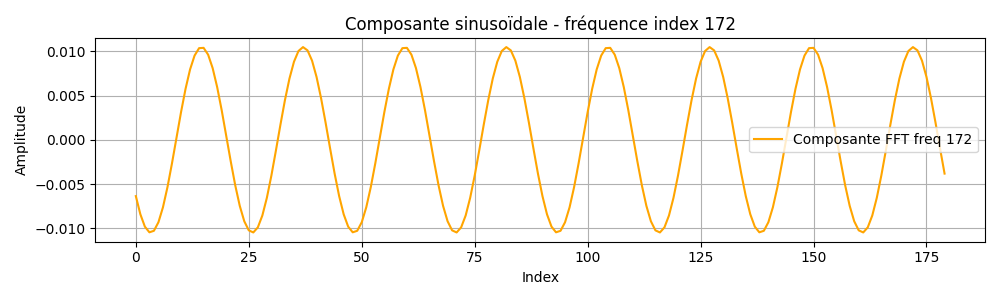 Composante sinusoïdale - fréquence index 172
Amplitude
0.010
0.005
0.000
−0.005
−0.010
Composante FFT freq 172
0 25 50 75 100 125 150 175
Index